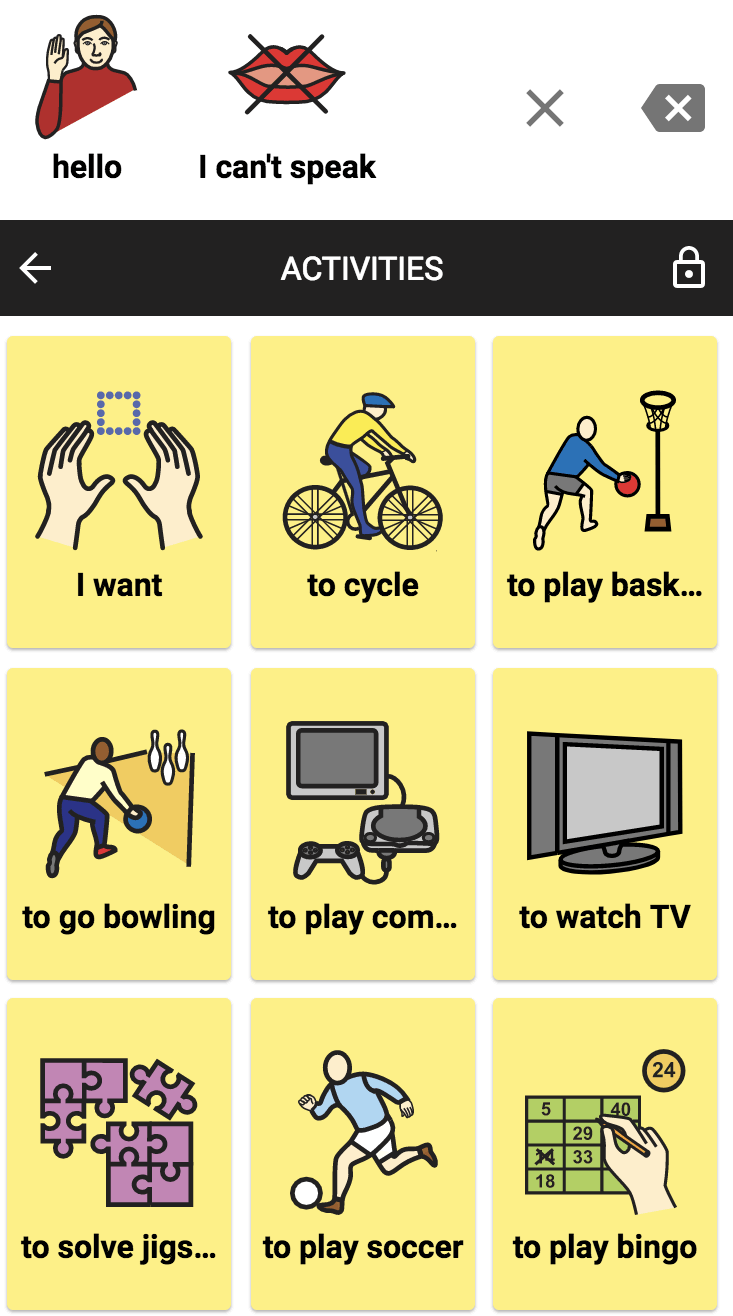 hello I can't speak
ACTIVITIES
I want to cycle to play bask...
to go bowling to play com... to watch TV
24
5 40
29
14 33
18
to solve jigs... to play soccer to play bingo